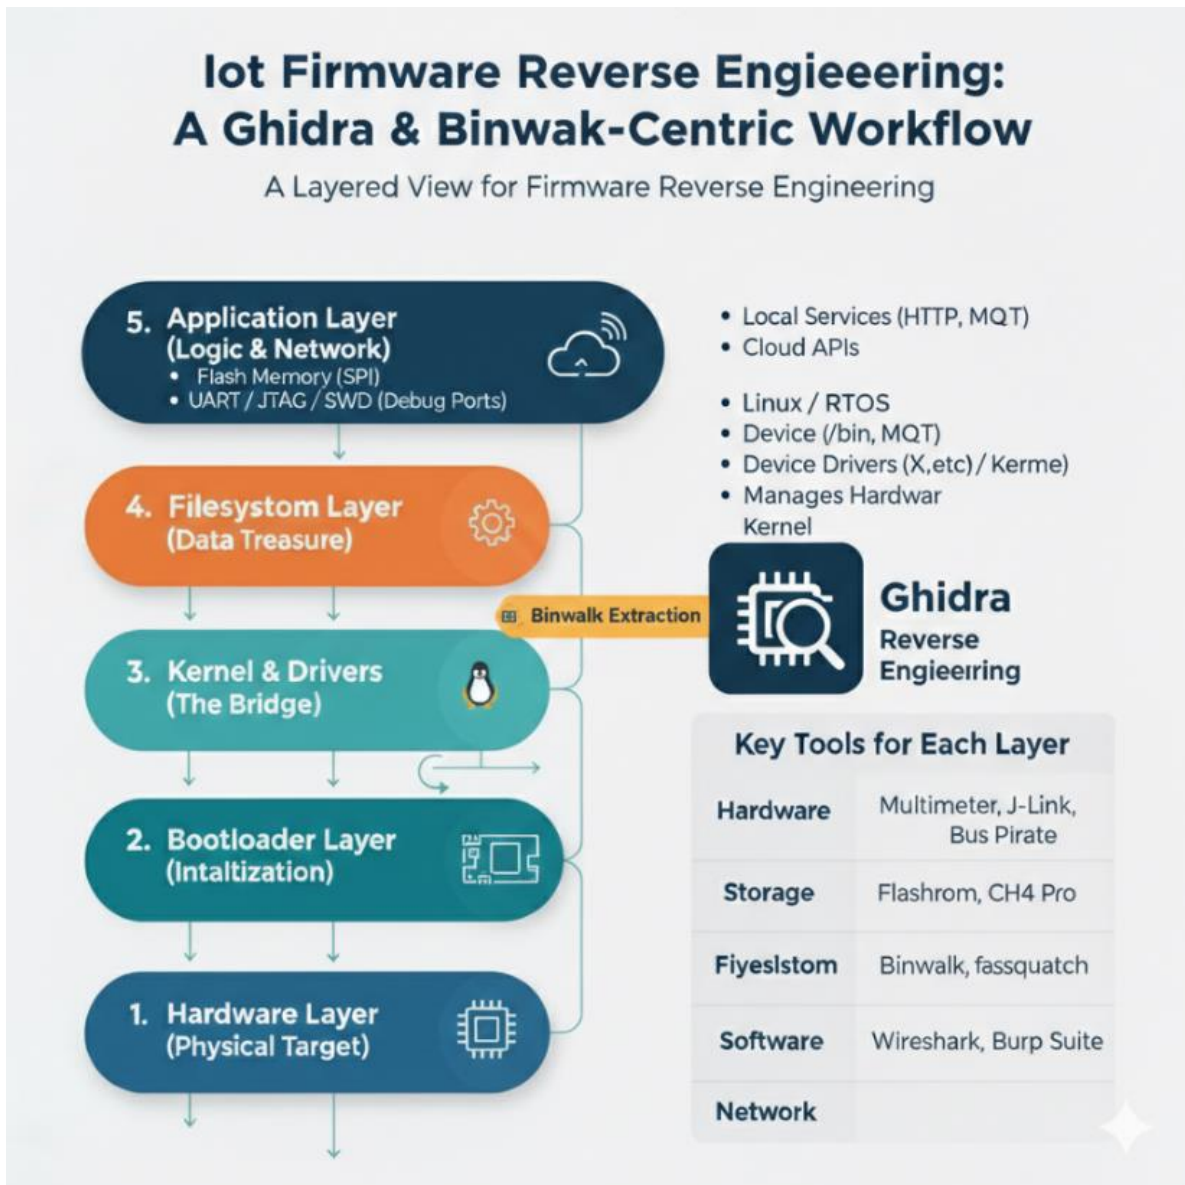 Iot Firmware Reverse Engieeering:
A Ghidra & Binwak-Centric Workflow
A Layered View for Firmware Reverse Engineering
5. Application Layer
(Logic & Network)
• Flash Memory (SPI)
• UART / JTAG / SWD (Debug Ports)
• Local Services (HTTP, MQT)
• Cloud APIs
• Linux / RTOS
• Device (/bin, MQT)
• Device Drivers (X,etc) / Kerme)
• Manages Hardwar
Kernel
4. Filesystom Layer
(Data Treasure)
Binwalk Extraction
Ghidra
Reverse
Engieırring
3. Kernel & Drivers
(The Bridge)
2. Bootloader Layer
(Intaltization)
1. Hardware Layer
(Physical Target)
Key Tools for Each Layer
Hardware
Multimeter, J-Link,
Bus Pirate
Storage
Flashrom, CH4 Pro
Fiyeslstom
Binwalk, fassquatch
Software
Wireshark, Burp Suite
Network